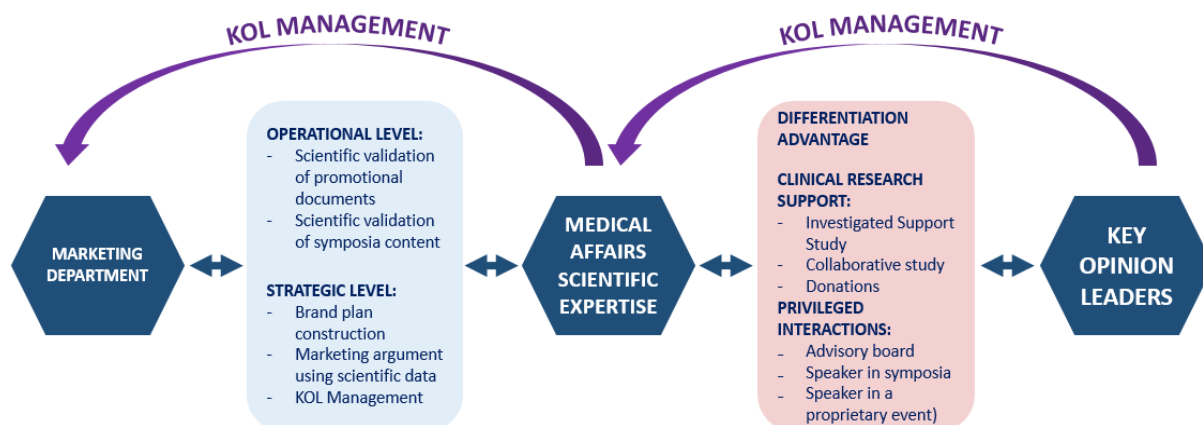 KOL MANAGEMENT
KOL MANAGEMENT
MARKETING
DEPARTMENT
OPERATIONAL LEVEL:
- Scientific validation
of promotional
documents
- Scientific validation
of symposia content
STRATEGIC LEVEL:
- Brand plan
construction
- Marketing argument
using scientific data
- KOL Management
MEDICAL
AFFAIRS
SCIENTIFIC
EXPERTISE
DIFFERENTIATION
ADVANTAGE
CLINICAL RESEARCH
SUPPORT:
- Investigated Support
Study
- Collaborative study
- Donations
PRIVILEGED
INTERACTIONS:
- Advisory board
- Speaker in symposia
- Speaker in a
proprietary event)
KEY
OPINION
LEADERS